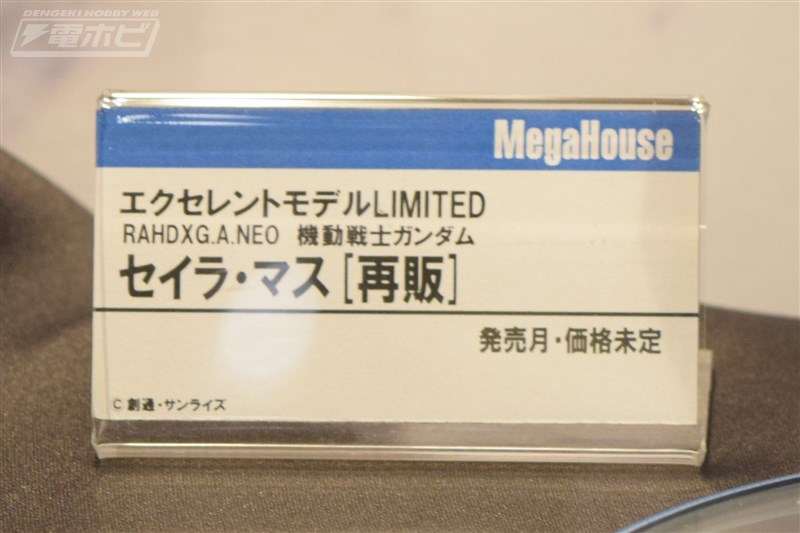 DENGEKI HOBBY WEB
電ホビ
MegaHouse
エクセレントモデルLIMITED
RAHDXG.A.NEO 機動戦士ガンダム
セイラ・マス[再販]
発売月・価格未定
C 創通・サンライズ